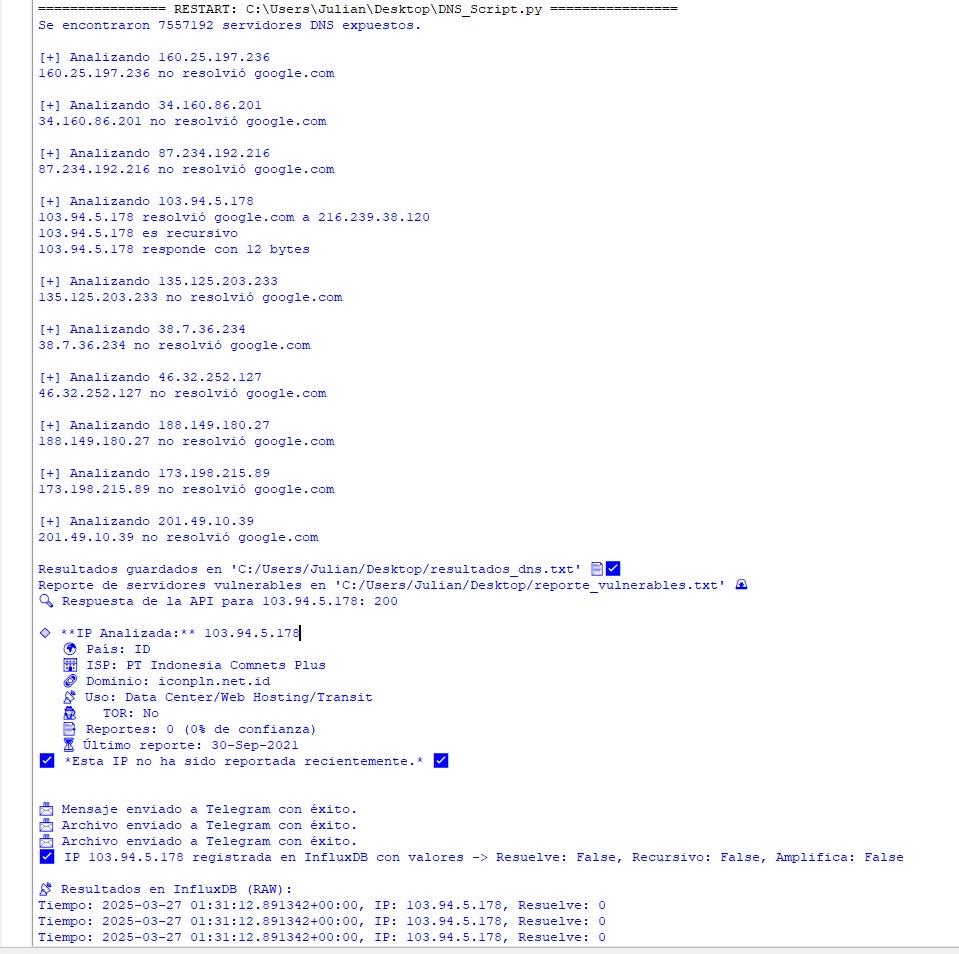 ================ RESTART: C:\Users\Julian\Desktop\DNS_Script.py ================
Se encontraron 7557192 servidores DNS expuestos.
[+] Analizando 160.25.197.236
160.25.197.236 no resolvió google.com
[+] Analizando 34.160.86.201
34.160.86.201 no resolvió google.com
[+] Analizando 87.234.192.216
87.234.192.216 no resolvió google.com
[+] Analizando 103.94.5.178
103.94.5.178 resolvió google.com a 216.239.38.120
103.94.5.178 es recursivo
103.94.5.178 responde con 12 bytes
[+] Analizando 135.125.203.233
135.125.203.233 no resolvió google.com
[+] Analizando 38.7.36.234
38.7.36.234 no resolvió google.com
[+] Analizando 46.32.252.127
46.32.252.127 no resolvió google.com
[+] Analizando 188.149.180.27
188.149.180.27 no resolvió google.com
[+] Analizando 173.198.215.89
173.198.215.89 no resolvió google.com
[+] Analizando 201.49.10.39
201.49.10.39 no resolvió google.com
Resultados guardados en 'C:/Users/Julian/Desktop/resultados_dns.txt'
Reporte de servidores vulnerables en 'C:/Users/Julian/Desktop/reporte_vulnerables.txt'
Respuesta de la API para 103.94.5.178: 200
**IP Analizada:** 103.94.5.178
País: ID
ISP: PT Indonesia Comnets Plus
Dominio: iconpln.net.id
Uso: Data Center/Web Hosting/Transit
TOR: No
Reportes: 0 (0% de confianza)
Último reporte: 30-Sep-2021
*Esta IP no ha sido reportada recientemente.*
Mensaje enviado a Telegram con éxito.
Archivo enviado a Telegram con éxito.
Archivo enviado a Telegram con éxito.
IP 103.94.5.178 registrada en InfluxDB con valores -> Resuelve: False, Recursivo: False, Amplifica: False
Resultados en InfluxDB (RAW):
Tiempo: 2025-03-27 01:31:12.891342+00:00, IP: 103.94.5.178, Resuelve: 0
Tiempo: 2025-03-27 01:31:12.891342+00:00, IP: 103.94.5.178, Resuelve: 0
Tiempo: 2025-03-27 01:31:12.891342+00:00, IP: 103.94.5.178, Resuelve: 0